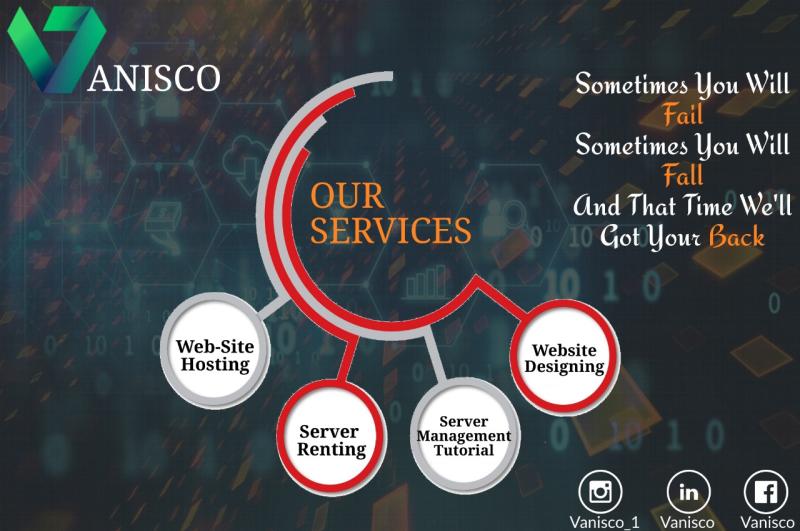 VANISCO
Sometimes You Will
Fail
Sometimes You Will
Fall
And That Time We'll
Got Your Back
OUR
SERVICES
Web-Site
Hosting
Server
Renting
Server
Management
Tutorial
Website
Designing
Vanisco_1
Vanisco
Vanisco